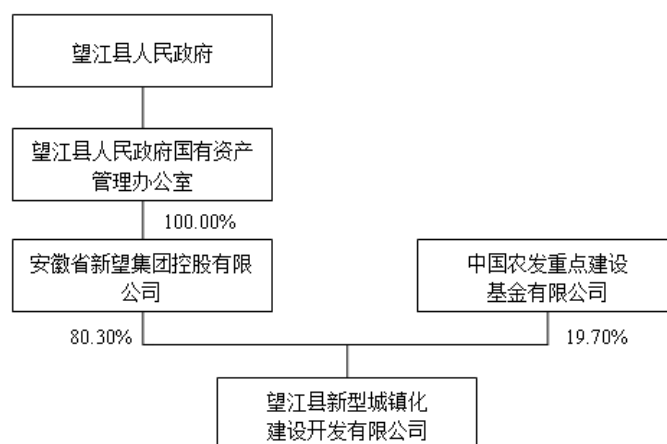 望江县人民政府
望江县人民政府国有资产
管理办公室
100.00%
安徽省新望集团控股有限
公司
中国农发重点建设
基金有限公司
80.30%
19.70%
望江县新型城镇化
建设开发有限公司